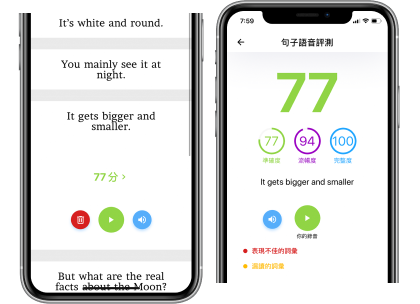 It's white and round.
You mainly see it at
night.
It gets bigger and
smaller.
77 分 >
But what are the real
facts about the Moon?
7:59
句子語音評測
77
77
94
100
準確度
流暢度
完整度
It gets bigger and smaller
你的錄音
表現不佳的詞彙
漏讀的詞彙